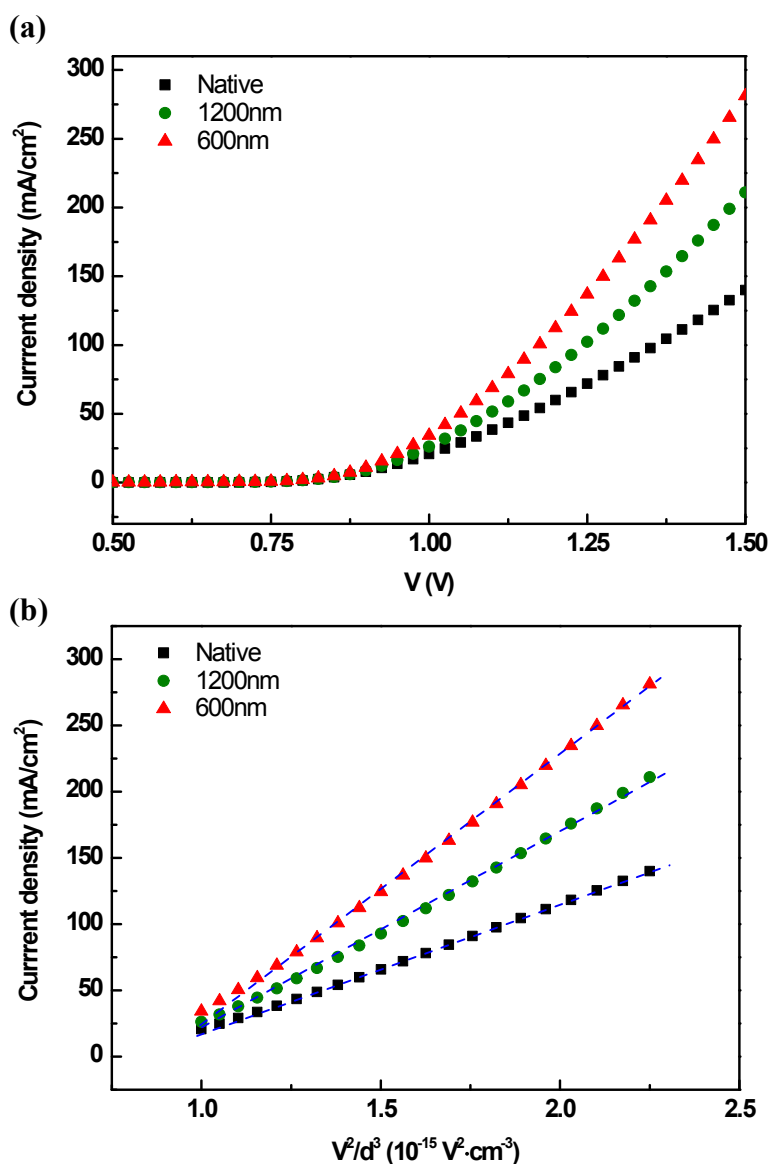 (a)
300
250
200
150
100
50
0
Native
1200nm
600nm
Currrrent density (mA/cm²)
0.50 0.75 1.00 1.25 1.50
V (V)
(b)
300
250
200
150
100
50
0
Native
1200nm
600nm
Currrrent density (mA/cm²)
1.0 1.5 2.0 2.5
V²/d³ (10⁻¹⁵ V²·cm⁻³)